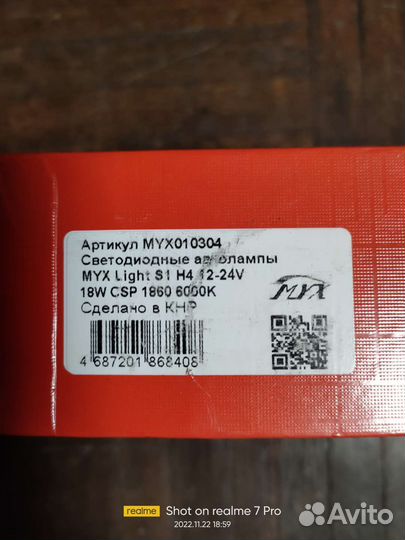 Артикул MYX010304
Светодиодные автолампы
MYX Light S1 H4 12-24V
18W CSP 1860 6000K
Сделано в КНР
MYX
4 687201 868408
realme Shot on realme 7 Pro
2022.11.22 18:59
Avito